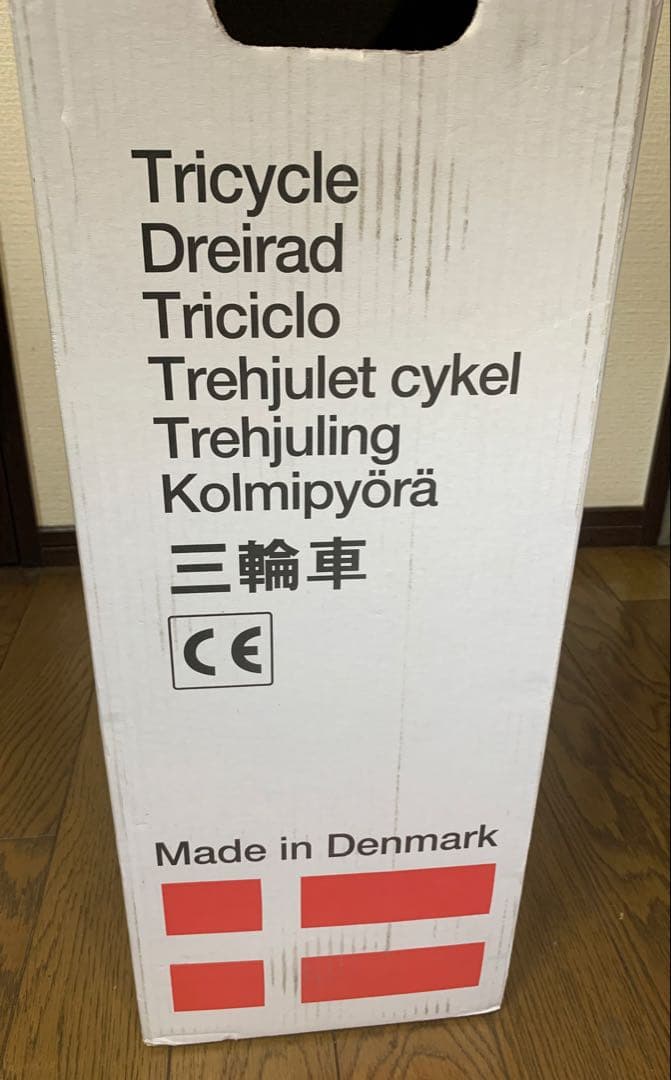 Tricycle
Dreirad
Triciclo
Trehjulet cykel
Trehjuling
Kolmipyörä
三輪車
CE
Made in Denmark